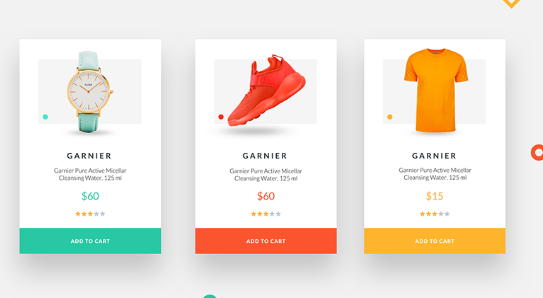 GARNIER
Garnier Pure Active Micellar
Cleansing Water, 125 ml
$60
ADD TO CART
GARNIER
Garnier Pure Active Micellar
Cleansing Water, 125 ml
$60
ADD TO CART
GARNIER
Garnier Pure Active Micellar
Cleansing Water, 125 ml
$15
ADD TO CART